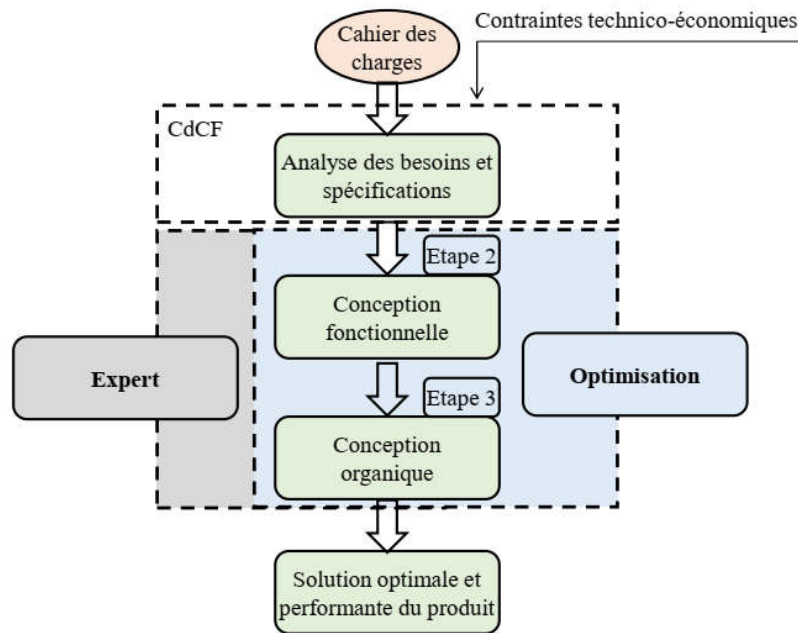 Contraintes technico-économiques
Cahier des
charges
CdCF
Analyse des besoins et
spécifications
Etape 2
Conception
fonctionnelle
Expert
Optimisation
Etape 3
Conception
organique
Solution optimale et
performante du produit